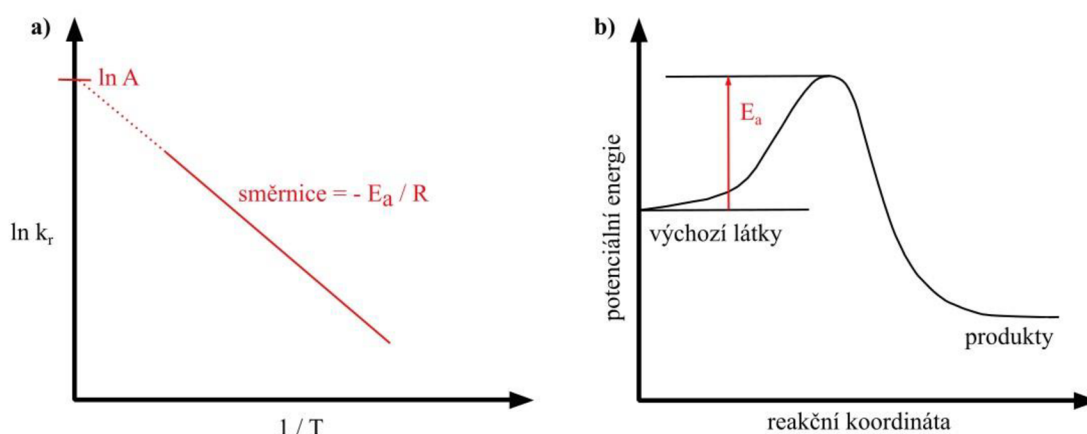 a)
ln A
směrnice = - Ea / R
ln kr
1 / T
b)
Ea
potenciální energie
výchozí látky
produkty
reakční koordináta